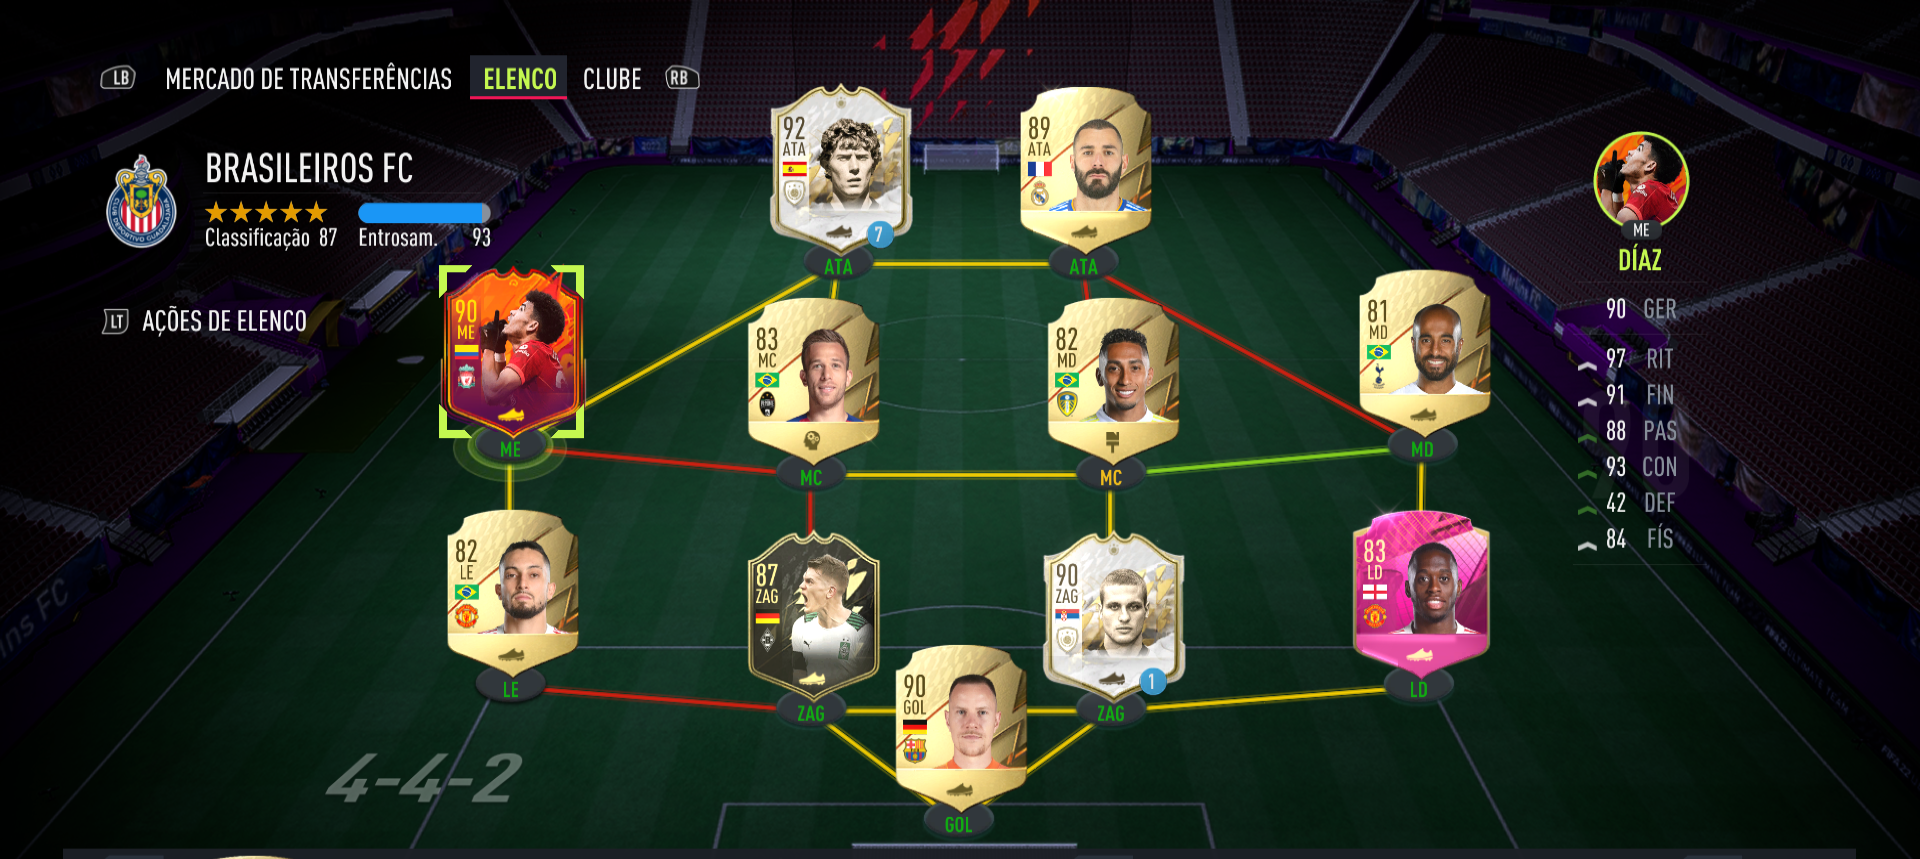 LB MERCADO DE TRANSFERÊNCIAS ELENCO CLUBE RB
BRASILEIROS FC
Classificação 87 Entrosam. 93
LT AÇÕES DE ELENCO
92
ATA
7
ATA
89
ATA
ATA
90
ME
ME
83
MC
MC
82
MD
MC
81
MD
MD
82
LE
LE
87
ZAG
ZAG
90
ZAG
1
ZAG
83
LD
LD
90
GOL
GOL
4-4-2
ME
DÍAZ
90 GER
97 RIT
91 FIN
88 PAS
93 CON
42 DEF
84 FÍS